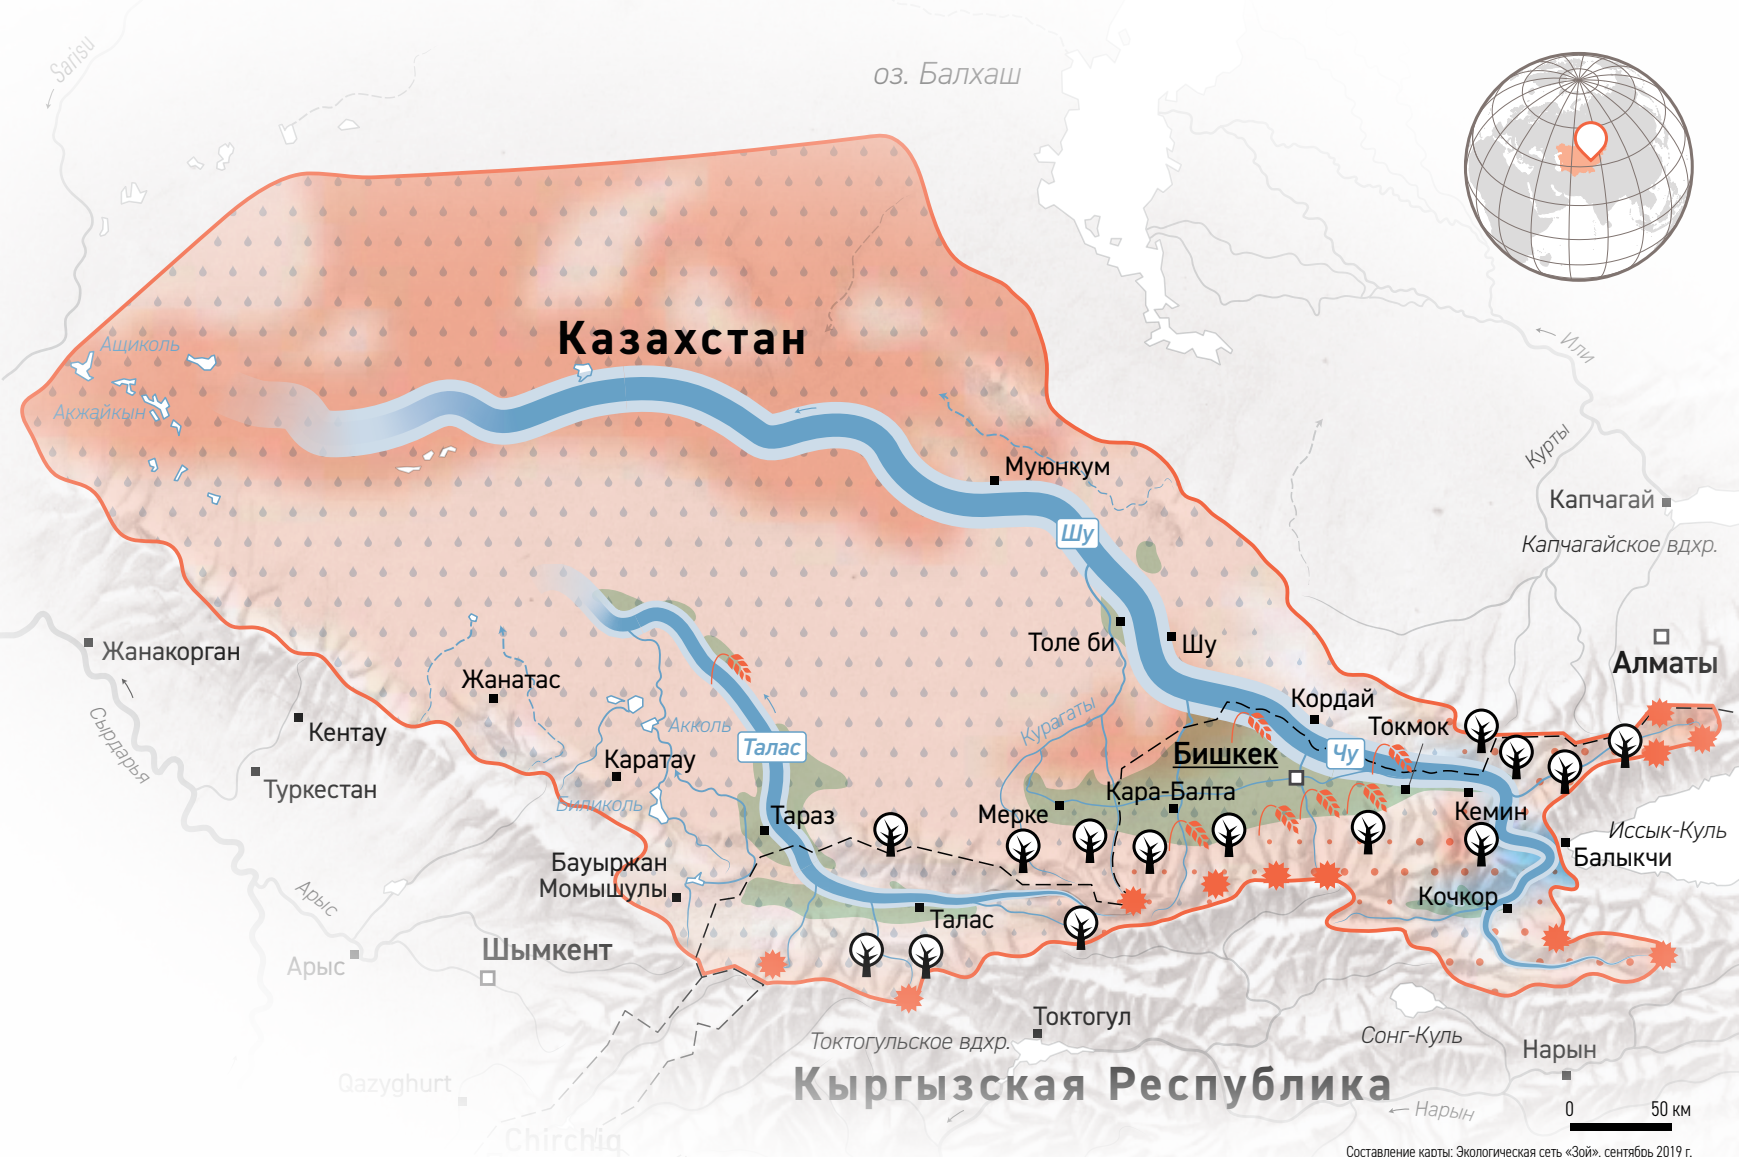 Sarisu
оз. Балхаш
Казахстан
Ащиколь
Акжайкын
Или
Курты
Муюнкум
Капчагай
Шу
Капчагайское вдхр.
Жанакорган
Толе би
Шу
Алматы
Жанатас
Кордай
Сырдарья
Кентау
Акколь
Курагаты
Токмок
Талас
Бишкек
Чу
Каратау
Туркестан
Биликоль
Кара-Балта
Тараз
Мерке
Кемин
Иссык-Куль
Балыкчи
Бауыржан
Момышулы
Кочкор
Арыс
Талас
Шымкент
Арыс
Токтогул
Токтогульское вдхр.
Сонг-Куль
Нарын
Qazyghurt
Кыргызская Республика
Нарын
0 50 км
Chirchiq
Составление карты: Экологическая сеть «Зой», сентябрь 2019 г.